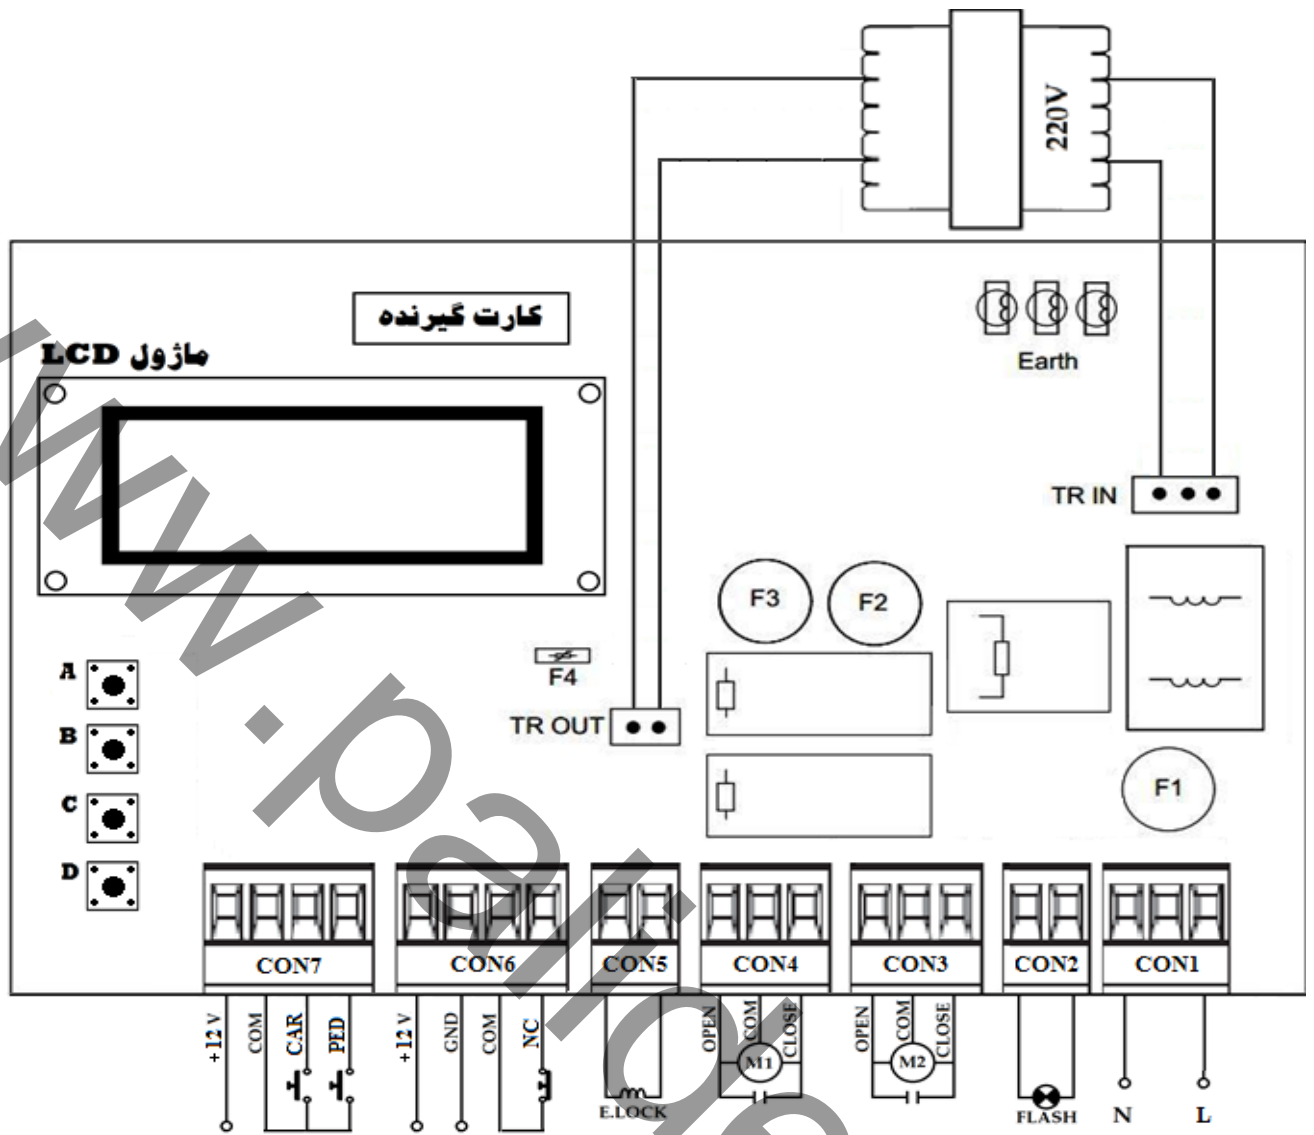 220V
کارت گیرنده
ماژول LCD
Earth
TR IN
F3
F2
F4
TR OUT
F1
A
B
C
D
CON7
CON6
CON5
CON4
CON3
CON2
CON1
+12 V
COM
CAR
PED
+12 V
GND
COM
NC
E.LOCK
OPEN
COM
CLOSE
M1
OPEN
COM
CLOSE
M2
FLASH
N
L